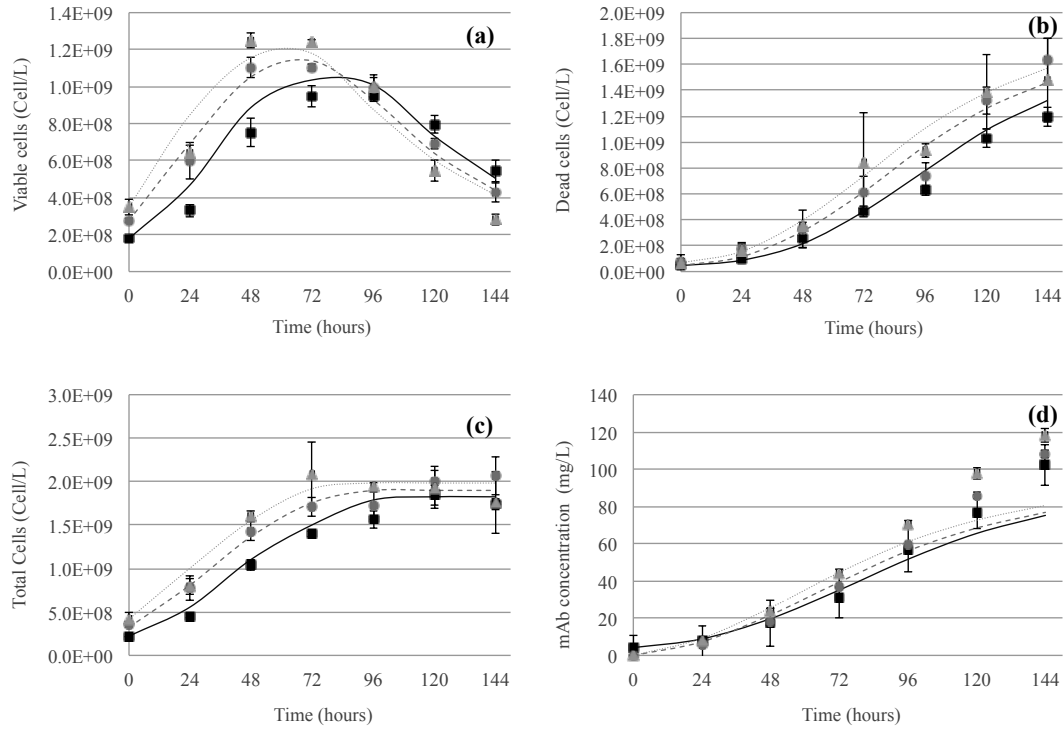 (a)
1.4E+09
1.2E+09
1.0E+09
8.0E+08
6.0E+08
4.0E+08
2.0E+08
0.0E+00
Viable cells (Cell/L)
0 24 48 72 96 120 144
Time (hours)
(b)
2.0E+09
1.8E+09
1.6E+09
1.4E+09
1.2E+09
1.0E+09
8.0E+08
6.0E+08
4.0E+08
2.0E+08
0.0E+00
Dead cells (Cell/L)
0 24 48 72 96 120 144
Time (hours)
(c)
3.0E+09
2.5E+09
2.0E+09
1.5E+09
1.0E+09
5.0E+08
0.0E+00
Total Cells (Cell/L)
0 24 48 72 96 120 144
Time (hours)
(d)
140
120
100
80
60
40
20
0
mAb concentration (mg/L)
0 24 48 72 96 120 144
Time (hours)